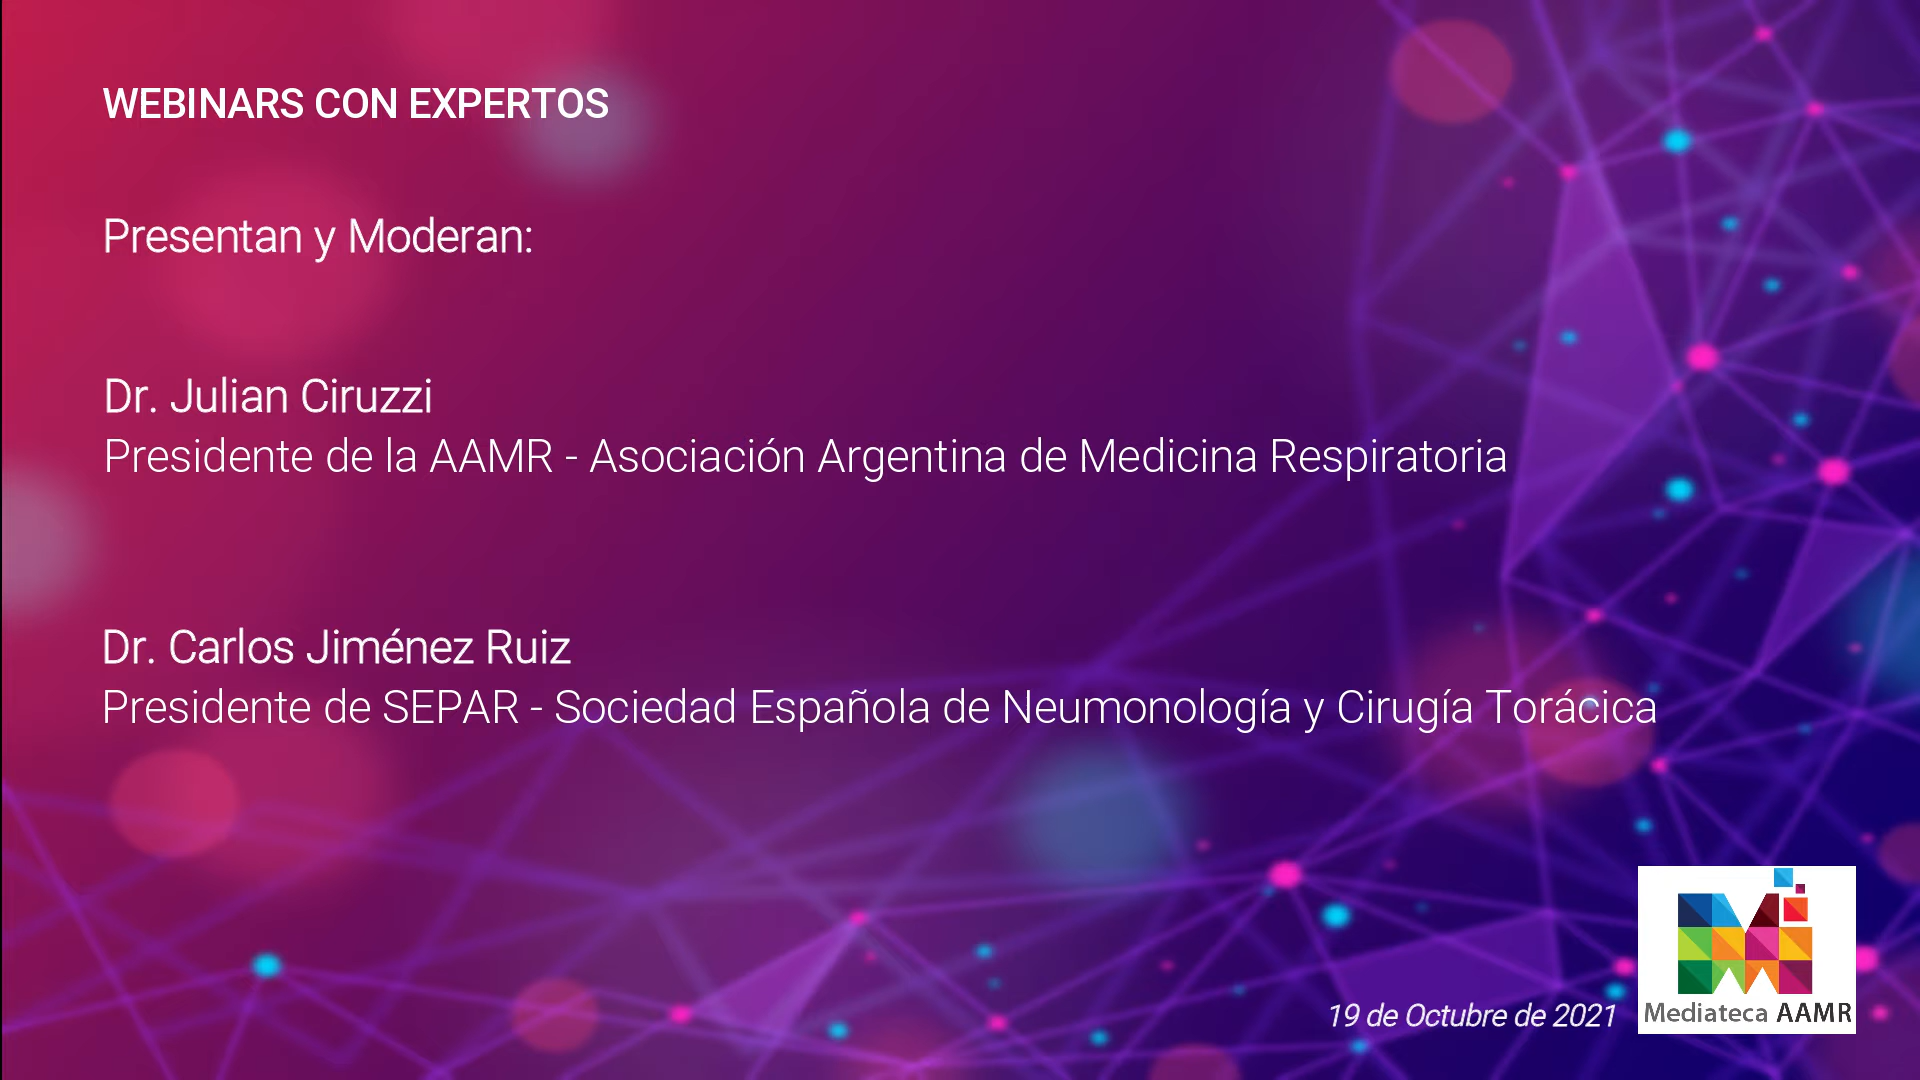 WEBINARS CON EXPERTOS
Presentan y Moderan:
Dr. Julian Ciruzzi
Presidente de la AAMR - Asociación Argentina de Medicina Respiratoria
Dr. Carlos Jiménez Ruiz
Presidente de SEPAR - Sociedad Española de Neumonología y Cirugía Torácica
19 de Octubre de 2021
Mediateca AAMR